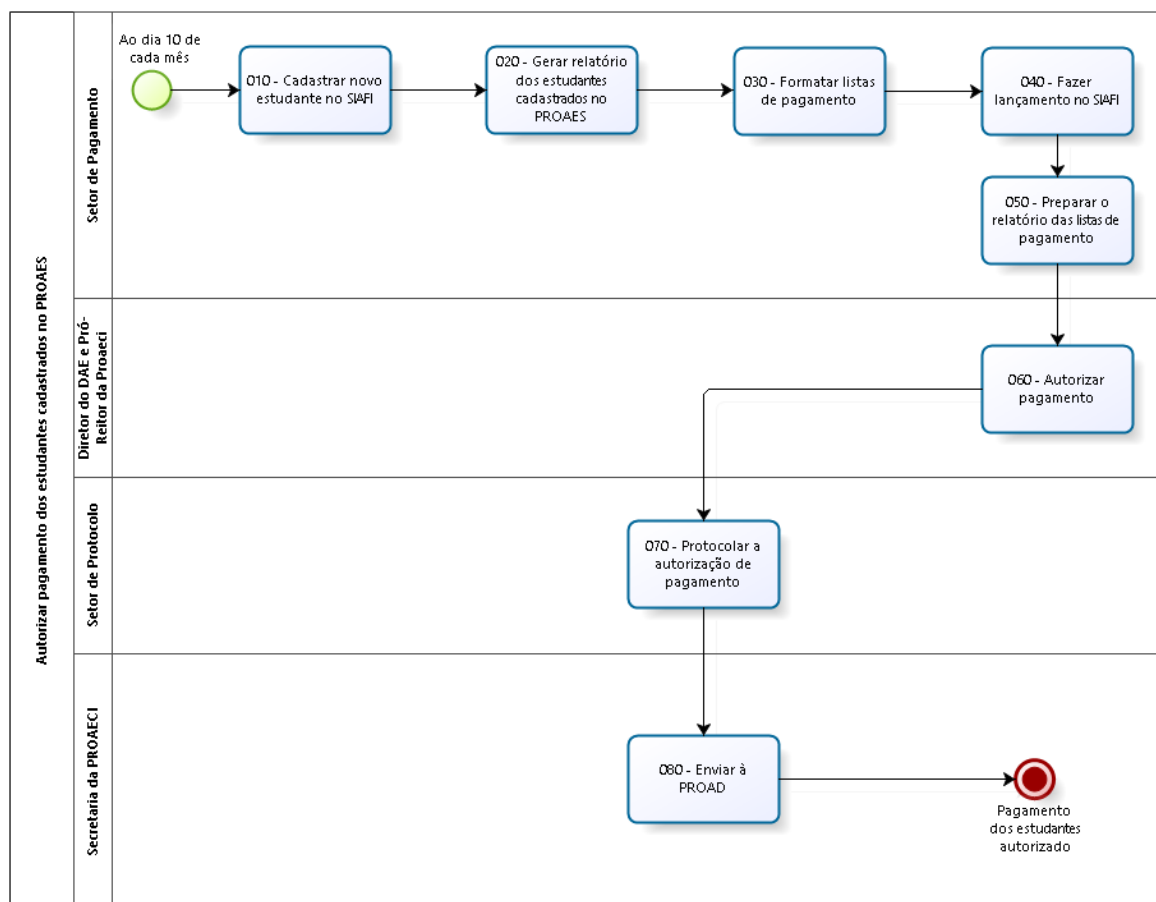 Autorizar pagamento dos estudantes cadastrados no PROAES
Setor de Pagamento
Ao dia 10 de
cada mês
010 - Cadastrar novo
estudante no SIAFI
020 - Gerar relatório
dos estudantes
cadastrados no
PROAES
030 - Formatar listas
de pagamento
040 - Fazer
lançamento no SIAFI
050 - Preparar o
relatório das listas de
pagamento
Diretor do DAE e Pró-
Reitor da Proaeci
060 - Autorizar
pagamento
Setor de Protocolo
070 - Protocolar a
autorização de
pagamento
Secretaria da PROAECI
080 - Enviar à
PROAD
Pagamento
dos estudantes
autorizado